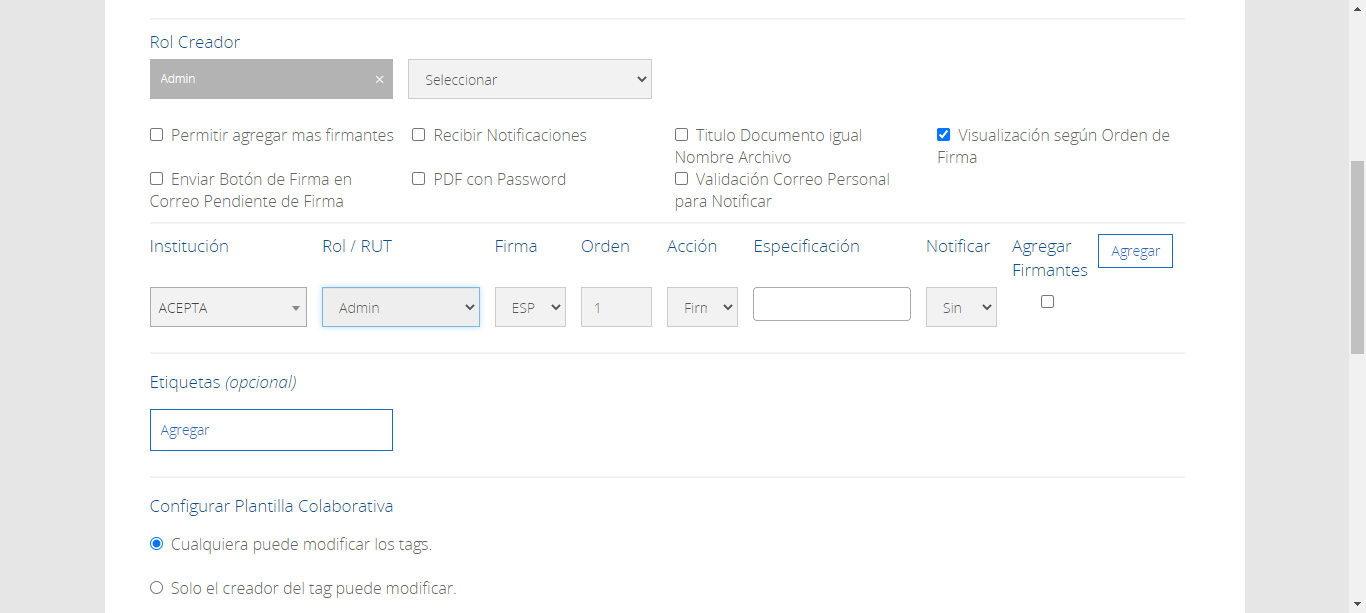 Rol Creador
Admin ×
Seleccionar
Permitir agregar mas firmantes
Recibir Notificaciones
Titulo Documento igual
Nombre Archivo
Visualización según Orden de
Firma
Enviar Botón de Firma en
Correo Pendiente de Firma
PDF con Password
Validación Correo Personal
para Notificar
Institución
Rol / RUT
Firma
Orden
Acción
Especificación
Notificar
Agregar
Firmantes
Agregar
ACEPTA
Admin
ESP
1
Firn
Sin
Etiquetas (opcional)
Agregar
Configurar Plantilla Colaborativa
Cualquiera puede modificar los tags.
Solo el creador del tag puede modificar.